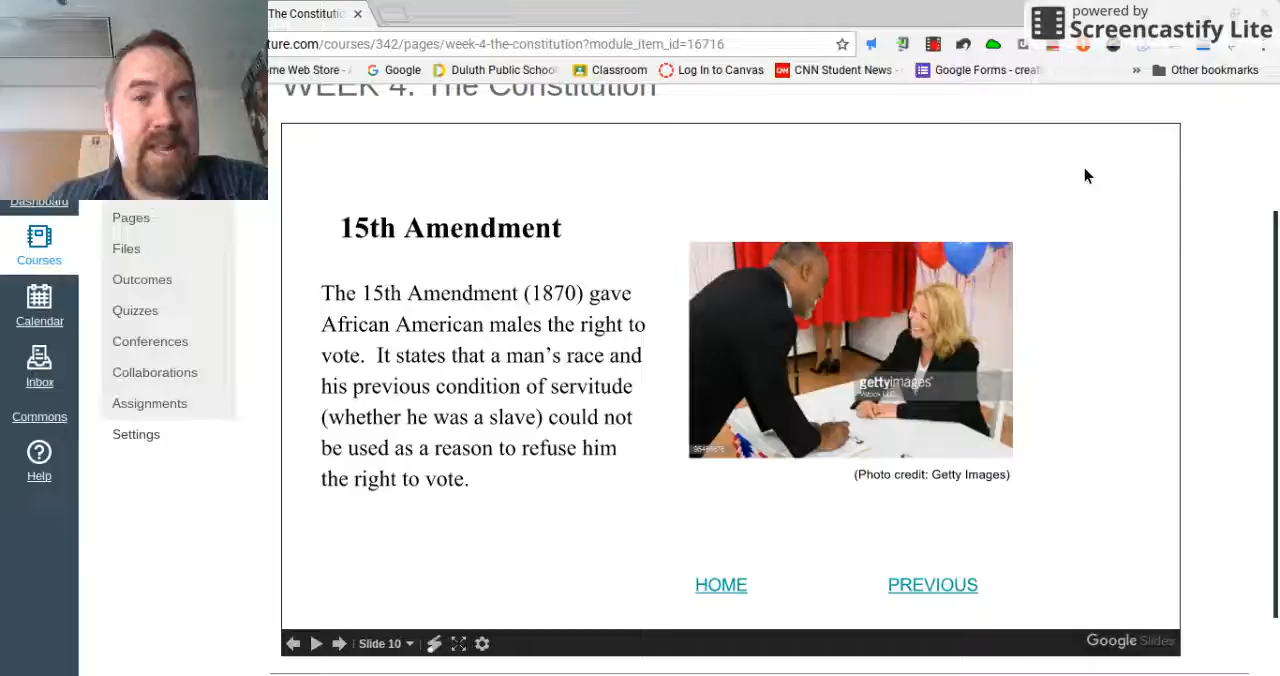 The Constitutio
powered by
Screencastify Lite
ture.com/courses/342/pages/week-4-the-constitution?module_item_id=16716
me Web Store - 
Google
Duluth Public School
Classroom
Log In to Canvas
CNN Student News -
Google Forms - creat
»
Other bookmarks
WEEK 4: The Constitution
Dashboard
Courses
Calendar
Inbox
Commons
Help
Pages
Files
Outcomes
Quizzes
Conferences
Collaborations
Assignments
Settings
15th Amendment
The 15th Amendment (1870) gave
African American males the right to
vote. It states that a man’s race and
his previous condition of servitude
(whether he was a slave) could not
be used as a reason to refuse him
the right to vote.
gettyimages
(Photo credit: Getty Images)
HOME
PREVIOUS
Slide 10
Google Slides